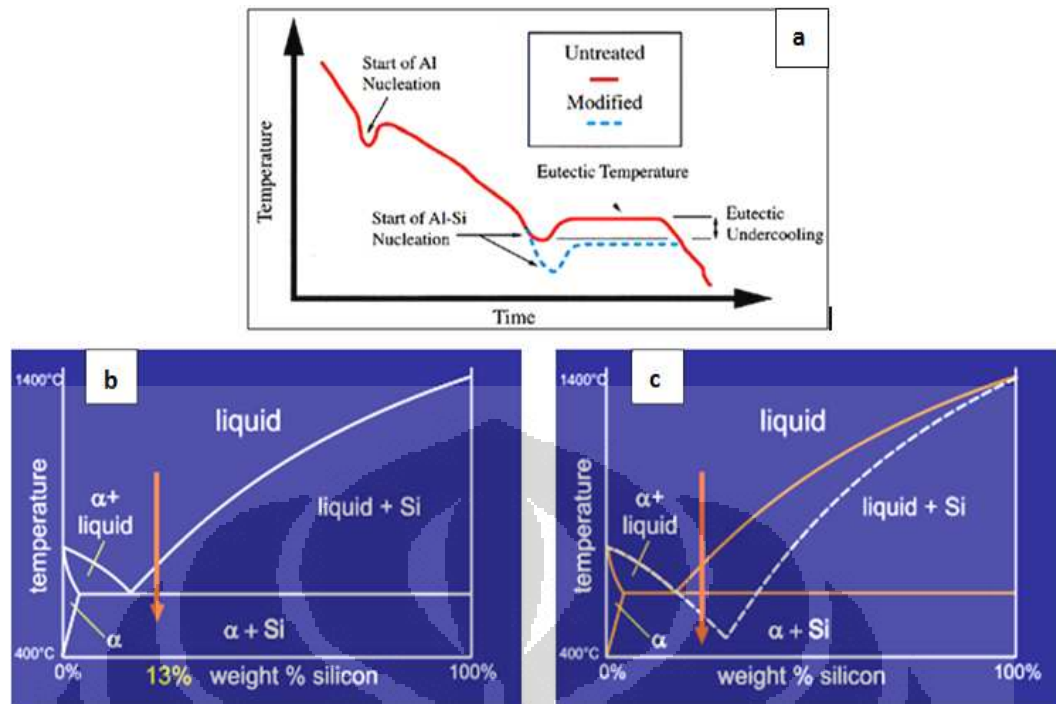 a
Untreated
Modified
Start of Al
Nucleation
Eutectic Temperature
Start of Al-Si
Nucleation
Eutectic
Undercooling
Temperature
Time
b
1400°C
liquid
α+
liquid
liquid + Si
temperature
α
α + Si
400°C
0%
13%
weight % silicon
100%
c
1400°C
liquid
α+
liquid
liquid + Si
temperature
α
α + Si
400°C
0%
weight % silicon
100%